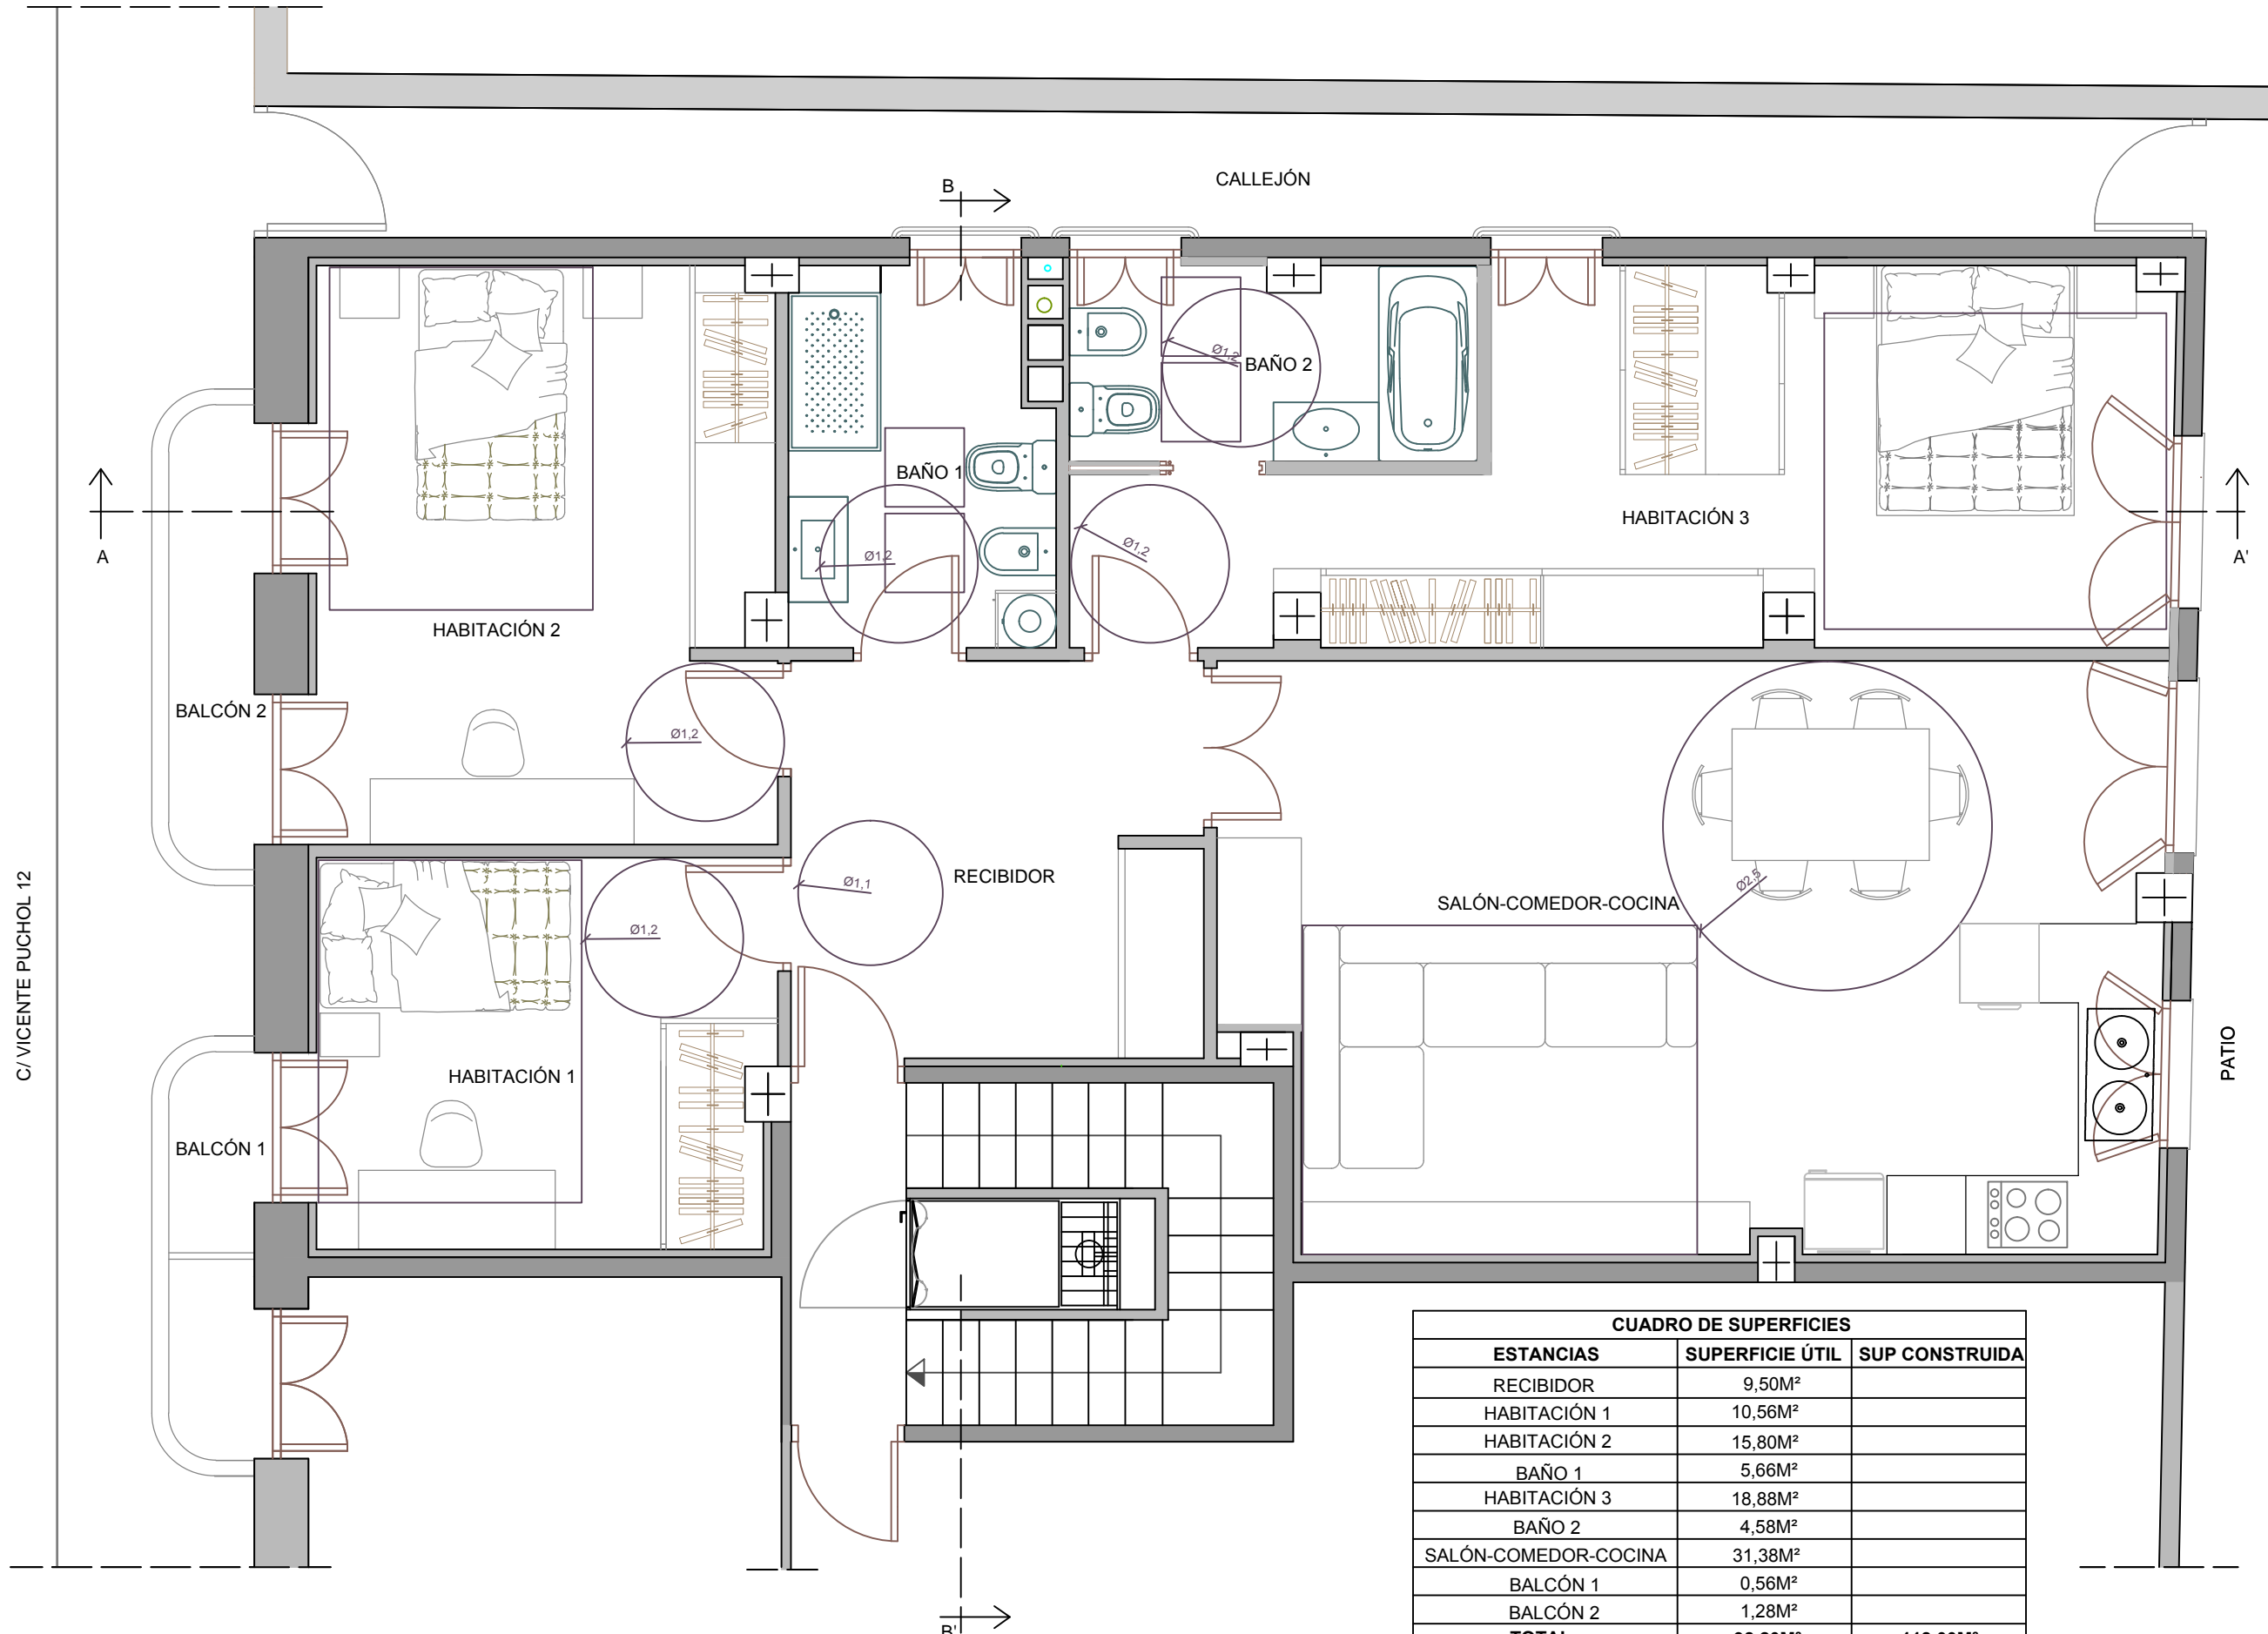 CALLEJÓN
B
BAÑO 2
Ø1,2
BAÑO 1
HABITACIÓN 3
A
A'
Ø1,2
Ø1,2
HABITACIÓN 2
BALCÓN 2
Ø1,2
RECIBIDOR
Ø1,1
Ø2,5
SALÓN-COMEDOR-COCINA
Ø1,2
C/ VICENTE PUCHOL 12
PATIO
HABITACIÓN 1
BALCÓN 1
CUADRO DE SUPERFICIES
ESTANCIAS SUPERFICIE ÚTIL SUP CONSTRUIDA
RECIBIDOR 9,50M²
HABITACIÓN 1 10,56M²
HABITACIÓN 2 15,80M²
BAÑO 1 5,66M²
HABITACIÓN 3 18,88M²
BAÑO 2 4,58M²
SALÓN-COMEDOR-COCINA 31,38M²
BALCÓN 1 0,56M²
BALCÓN 2 1,28M²
TOTAL
B'